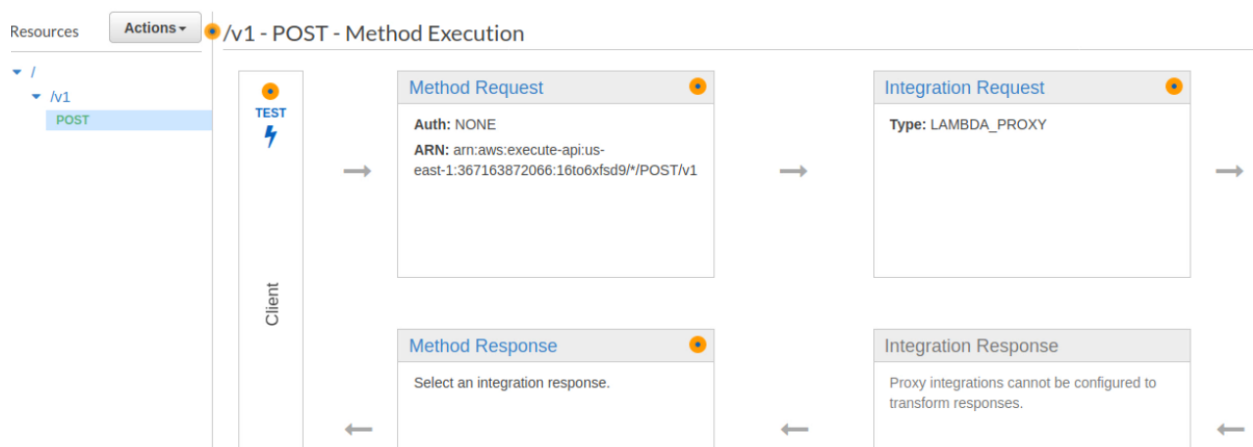 Resources
Actions
/v1 - POST - Method Execution
/
/v1
POST
TEST
Client
Method Request
Auth: NONE
ARN: arn:aws:execute-api:us-
east-1:367163872066:16to6xfsd9/*/POST/v1
Integration Request
Type: LAMBDA_PROXY
Method Response
Select an integration response.
Integration Response
Proxy integrations cannot be configured to
transform responses.